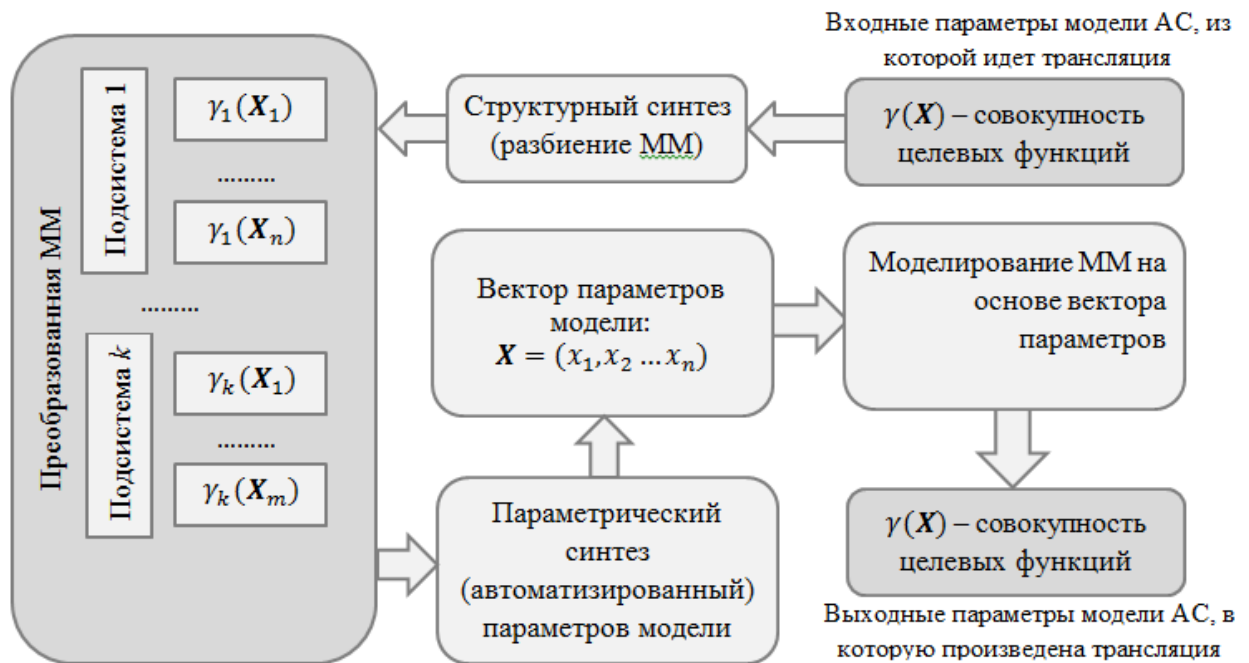 Входные параметры модели АС, из
которой идет трансляция
γ(X) – совокупность
целевых функций
Структурный синтез
(разбиение ММ)
Преобразованная ММ
Подсистема 1
γ₁(X₁)
.........
γ₁(Xₙ)
.........
Подсистема k
γₖ(X₁)
.........
γₖ(Xₘ)
Параметрический
синтез
(автоматизированный)
параметров модели
Вектор параметров
модели:
X = (x₁,x₂ …xₙ)
Моделирование ММ на
основе вектора
параметров
γ(X) – совокупность
целевых функций
Выходные параметры модели АС, в
которую произведена трансляция